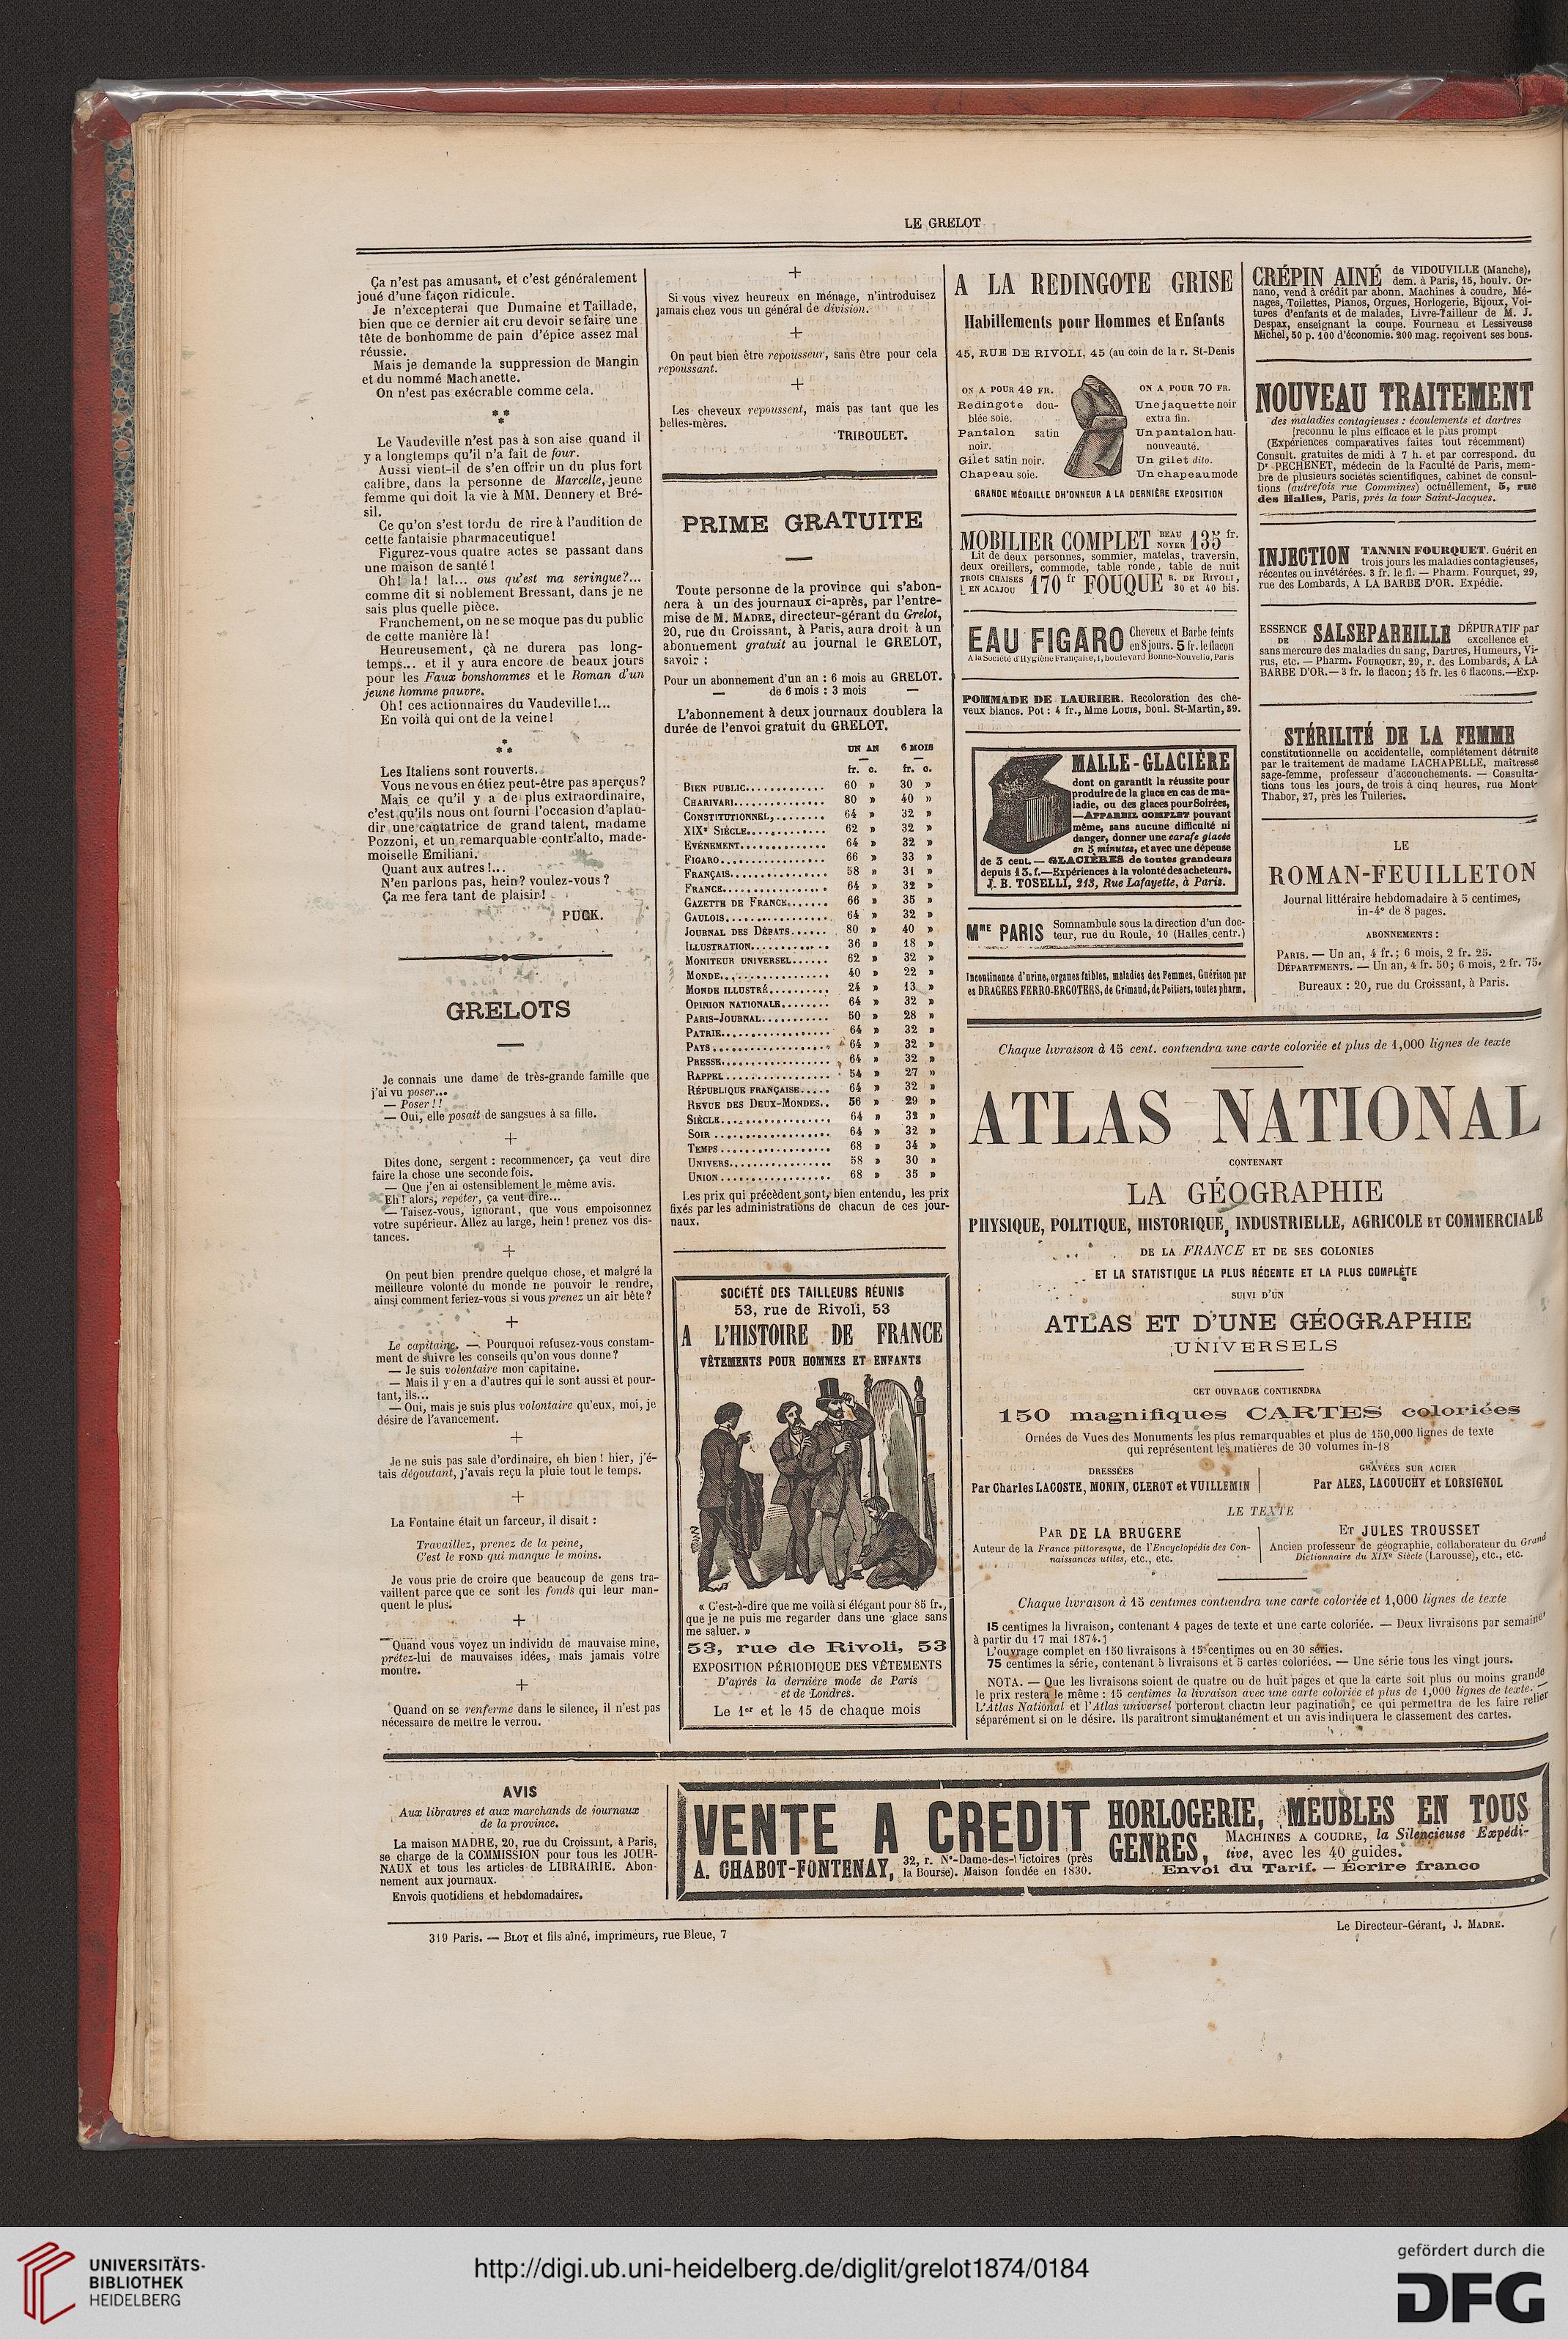 LE GRELOT
Ça n'est pas amusant, et c'est généralement
joué d'une façon ridicule.
Je n'excepterai que Dumaine et Taillade,
bien que ce dernier ait cru devoir se faire une
tête de bonhomme de pain d'épice assez mal
réussie.
Mais je demande la suppression de Mangin
et du nommé Machanette.
On n'est pas exécrable comme cela.
* *
*
Le Vaudeville n'est pas à son aise quand il
y a longtemps qu'il n'a fait de four.
Aussi vient-il de s'en offrir un du plus fort
calibre, dans la personne de Marcelle, jeune
femme qui doit la vie à MM. Dennery et Bré-
sil.
Ce qu'on s'est tordu de rire à l'audition de
cette fantaisie pharmaceutique!
Figurez-vous quatre actes se passant dans
une maison de santé!
Oh! la! la!... ous qu'est ma seringue?...
comme dit si noblement Bressant, dans je ne
sais plus quelle pièce.
Franchement, on ne se moque pas du public
de cette manière là!
Heureusement, çà ne durera pas long-
temps... et il y aura encore de beaux jours
pour les Faux bonshommes et le Roman d'un
jeune homme pauvre.
Oh! ces actionnaires du Vaudeville!...
En voilà qui ont de la veine!
*
* *
Les Italiens sont rouverts.
Vous ne vous en étiez peut-être pas aperçus?
Mais ce qu'il y a de plus extraordinaire,
c'est qu'ils nous ont fourni l'occasion d'aplau-
dir une cantatrice de grand talent, madame
Pozzoni, et un remarquable contr'alto, made-
moiselle Emiliani.
Quant aux autres!...
N'en parlons pas, hein? voulez-vous?
Ça me fera tant de plaisir!
PUCK.
GRELOTS
Je connais une dame de très-grande famille que
j'ai vu poser...
— Poser!!
— Oui, elle posait de sangsues à sa fille.
+
Dites donc, sergent: recommencer, ça veut dire
faire la chose une seconde fois.
— Que j'en ai ostensiblement le même avis.
Eh! alors, repéter, ça veut dire...
— Taisez-vous, ignorant, que vous empoisonnez
votre supérieur. Allez au large, hein! prenez vos dis-
tances.
+
On peut bien prendre quelque chose, et malgré la
meilleure volonté du monde ne pouvoir le rendre,
ainsi comment feriez-vous si vous prenez un air bête?
+
Le capitaine. — Pourquoi refusez-vous constam-
ment de suivre les conseils qu'on vous donne?
— Je suis volontaire mon capitaine.
— Mais il y en a d'autres qui le sont aussi et pour-
tant, ils...
— Oui, mais je suis plus volontaire qu'eux, moi, je
désire de l'avancement.
+
Je ne suis pas sale d'ordinaire, eh bien! hier, j'é-
tais dégoutant, j'avais reçu la pluie tout le temps.
+
La Fontaine était un farceur, il disait:
Travaillez, prenez de la peine,
C'est le FOND qui manque le moins.
Je vous prie de croire que beaucoup de gens tra-
vaillent parce que ce sont les fonds qui leur man-
quent le plus.
+
Quand vous voyez un individu de mauvaise mine,
prétez-lui de mauvaises idées, mais jamais votre
montre.
+
Quand on se renferme dans le silence, il n'est pas
nécessaire de mettre le verrou.
+
Si vous vivez heureux en ménage, n'introduisez
jamais chez vous un général de division.
+
On peut bien être repousseur, sans être pour cela
repoussant.
+
Les cheveux repoussent, mais pas tant que les
belles-mères.
TRIBOULET.
PRIME GRATUITE
Toute personne de la province qui s'abon-
nera à un des journaux ci-après, par l'entre-
mise de M. MADRE, directeur-gérant du Grelot,
20, rue du Croissant, à Paris, aura droit à un
abonnement gratuit au journal le GRELOT,
savoir:
Pour un abonnement d'un an: 6 mois au GRELOT.
— de 6 mois: 3 mois —
L'abonnement à deux journaux doublera la
durée de l'envoi gratuit du GRELOT.
UN AN 6 MOIS
fr. c. fr. c.
BIEN PUBLIC............. 60 » 30 »
CHARIVARI............... 80 » 40 »
CONSTITUTIONNEL,........ 64 » 32 »
XIXe SIÈCLE............. 62 » 32 »
EVÉNEMENT............... 64 » 32 »
FIGARO.................. 66 » 33 »
FRANÇAIS................ 58 » 31 »
FRANCE.................. 64 » 32 »
GAZETTE DE FRANCE....... 66 » 35 »
GAULOIS................. 64 » 32 »
JOURNAL DES DÉBATS...... 80 » 40 »
ILLUSTRATION............ 36 » 18 »
MONITEUR UNIVERSEL...... 62 » 32 »
MONDE................... 40 » 22 »
MONDE ILLUSTRÉ.......... 24 » 13 »
OPINION NATIONALE........ 64 » 32 »
PARIS-JOURNAL........... 50 » 28 »
PATRIE.................. 64 » 32 »
PAYS.................... 64 » 32 »
PRESSE.................. 64 » 32 »
RAPPEL.................. 54 » 27 »
RÉPUBLIQUE FRANÇAISE..... 64 » 32 »
REVUE DES DEUX-MONDES.. 56 » 29 »
SIÈCLE.................. 64 » 32 »
SOIR.................... 64 » 32 »
TEMPS................... 68 » 34 »
UNIVERS................. 58 » 30 »
UNION................... 68 » 35 »
Les prix qui précèdent sont, bien entendu, les prix
fixés par les administrations de chacun de ces jour-
naux.
SOCIÉTÉ DES TAILLEURS RÉUNIS
53, rue de Rivoli, 53
A L'HISTOIRE DE FRANCE
VÊTEMENTS POUR HOMMES ET ENFANTS
« C'est-à-dire que me voilà si élégant pour 85 fr.,
que je ne puis me regarder dans une glace sans
me saluer. »
53, rue de Rivoli, 53
EXPOSITION PÉRIODIQUE DES VÊTEMENTS
D'après la dernière mode de Paris
et de Londres.
Le 1er et le 15 de chaque mois
A LA REDINGOTE GRISE
Habillements pour Hommes et Enfants
45, RUE DE RIVOLI, 45 (au coin de la r. St-Denis
ON A POUR 49 FR.
Redingote dou-
blée soie.
Pantalon satin
noir.
Gilet satin noir.
Chapeau soie.
ON A POUR 70 FR.
Une jaquette noir
extra fin.
Un pantalon hau.
nouveauté.
Un gilet dito.
Un chapeau mode
GRANDE MÉDAILLE DH'ONNEUR A LA DERNIÈRE EXPOSITION
MOBILIER COMPLET BEAU NOYER 135 fr.
Lit de deux personnes, sommier, matelas, traversin,
deux oreillers, commode, table ronde, table de nuit
TROIS CHAISES EN ACAJOU 170 fr FOUQUE R. DE RIVOLI, 30 et 40 bis.
EAU FIGARO Cheveux et Barbe teints
en 8 jours. 5 fr. le flacon
A la Société d'Hygiène Française, 1, boulevard Bonne-Nouvelle, Paris
POMMADE DE LAURIER. Recoloration des che-
veux blancs. Pot: 4 fr., Mme Louis, boul. St-Martin, 39.
MALLE-GLACIÈRE
dont on garantit la réussite pour
produire de la glace en cas de ma-
ladie, ou des glaces pour Soirées,
— APPAREIL COMPLET pouvant
même, sans aucune difficulté ni
danger, donner une carafe glacée
en 5 minutes, et avec une dépense
de 3 cent. — GLACIÈRES de toutes grandeurs
depuis 15. f. — Expériences à la volonté des acheteurs.
J. B. TOSELLI, 213, Rue Lafayette, à Paris.
Mme PARIS Somnambule sous la direction d'un doc-
teur, rue du Roule, 10 (Halles centr.)
Incontinence d'urine, organes faibles, maladies des Femmes, Guérison par
es DRAGEES FERRO-ERGOTEES, de Grimaud, de Poitiers, toutes pharm.
CRÉPIN AINÉ de VIDOUVILLE (Manche),
dem. à Paris, 15, boulv. Or-
nano, vend à crédit par abonn. Machines à coudre, Mé-
nages, Toilettes, Pianos, Orgues, Horlogerie, Bijoux, Voi-
tures d'enfants et de malades, Livre-Tailleur de M. J.
Despax, enseignant la coupe. Fourneau et Lessiveuse
Michel, 50 p. 100 d'économie. 200 mag. reçoivent ses bons.
NOUVEAU TRAITEMENT
des maladies contagieuses: écoulements et dartres
reconnu le plus efficace et le plus prompt
(Expériences comparatives faites tout récemment)
Consult. gratuites de midi à 7 h. et par correspond. du
Dr PECHENET, médecin de la Faculté de Paris, mem-
bre de plusieurs sociétés scientifiques, cabinet de consul-
tions (autrefois rue Commines) octuéllement, 5, rue
des Halles, Paris, près la tour Saint-Jacques.
INJECTION TANNIN FOURQUET. Guérit en
trois jours les maladies contagieuses,
récentes ou invétérées. 3 fr. le fl. — Pharm. Fourquet, 29,
rue des Lombards, A LA BARBE D'OR. Expédie.
ESSENCE DE SALSEPAREILLE DÉPURATIF par
excellence et
sans mercure des maladies du sang, Dartres, Humeurs, Vi-
rus, etc. — Pharm. FOURQUET, 29, r. des Lombards, A LA
BARBE D'OR. — 3 fr. le flacon; 15 fr. les 6 flacons. — Exp.
STÉRILITÉ DE LA FEMME
constitutionnelle ou accidentelle, complétement détruite
par le traitement de madame LACHAPELLE, maitresse
sage-femme, professeur d'accouchements. — Consulta-
tions tous les jours, de trois à cinq heures, rue Mont-
Thabor, 27, près les Tuileries.
LE
ROMAN-FEUILLETON
Journal littéraire hebdomadaire à 5 centimes,
in-4° de 8 pages.
ABONNEMENTS:
PARIS. — Un an, 4 fr.; 6 mois, 2 fr. 25.
DÉPARTEMENTS. — Un an, 4 fr. 50; 6 mois, 2 fr. 75.
Bureaux: 20, rue du Croissant, à Paris.
Chaque livraison à 15 cent. contiendra une carte coloriée et plus de 1,000 lignes de texte
ATLAS NATIONAL
CONTENANT
LA GÉOGRAPHIE
PHYSIQUE, POLITIQUE, HISTORIQUE, INDUSTRIELLE, AGRICOLE ET COMMERCIALE
DE LA FRANCE ET DE SES COLONIES
ET LA STATISTIQUE LA PLUS RÉCENTE ET LA PLUS COMPLÈTE
SUIVI D'UN
ATLAS ET D'UNE GÉOGRAPHIE
UNIVERSELS
CET OUVRAGE CONTIENDRA
150 magnifiques CARTES coloriées
Ornées de Vues des Monuments les plus remarquables et plus de 150,000 lignes de texte
qui représentent les matières de 30 volumes in-18
DRESSÉES
Par Charles LACOSTE, MONIN, CLEROT et VUILLEMIN
GRAVÉES SUR ACIER
Par ALES, LACOUCHY et LORSIGNOL
LE TEXTE
PAR DE LA BRUGERE
Auteur de la France pittoresque, de l'Encyclopédie des Con-
naissances utiles, etc., etc.
ET JULES TROUSSET
Ancien professeur de géographie, collaborateur du Grand
Dictionnaire du XIXe Siècle (Larousse), etc., etc.
Chaque livraison à 15 centimes contiendra une carte coloriée et 1,000 lignes de texte
15 centimes la livraison, contenant 4 pages de texte et une carte coloriée. — Deux livraisons par semaine,
à partir du 17 mai 1874.
L'ouvrage complet en 150 livraisons à 15 centimes ou en 30 séries.
75 centimes la série, contenant 5 livraisons et 5 cartes coloriées. — Une série tous les vingt jours.
NOTA. — Que les livraisons soient de quatre ou de huit pages et que la carte soit plus ou moins grande
le prix restera le même: 15 centimes la livraison avec une carte coloriée et plus de 1,000 lignes de texte. —
L'Atlas National et l'Atlas universel porteront chacun leur pagination, ce qui permettra de les faire relier
séparément si on le désire. Ils paraîtront simultanément et un avis indiquera le classement des cartes.
AVIS
Aux libraires et aux marchands de journaux
de la province.
La maison MADRE, 20, rue du Croissant, à Paris,
se charge de la COMMISSION pour tous les JOUR-
NAUX et tous les articles de LIBRAIRIE. Abon-
nement aux journaux.
Envois quotidiens et hebdomadaires.
VENTE A CREDIT
A. CHABOT-FONTENAY, 32, r. Ne-Dame-des-Victoires (près
la Bourse). Maison fondée en 1830.
HORLOGERIE, MEUBLES EN TOUS
GENRES, MACHINES A COUDRE, la Silencieuse Expédi-
tive, avec les 40 guides.
Envoi du Tarif. — Ecrire franco
319 Paris. — BLOT et fils aîné, imprimeurs, rue Bleue, 7
Le Directeur-Gérant, J. MADRE.
UNIVERSITÄTS-
BIBLIOTHEK
HEIDELBERG
http://digi.ub.uni-heidelberg.de/diglit/grelot1874/0184
gefördert durch die
DFG